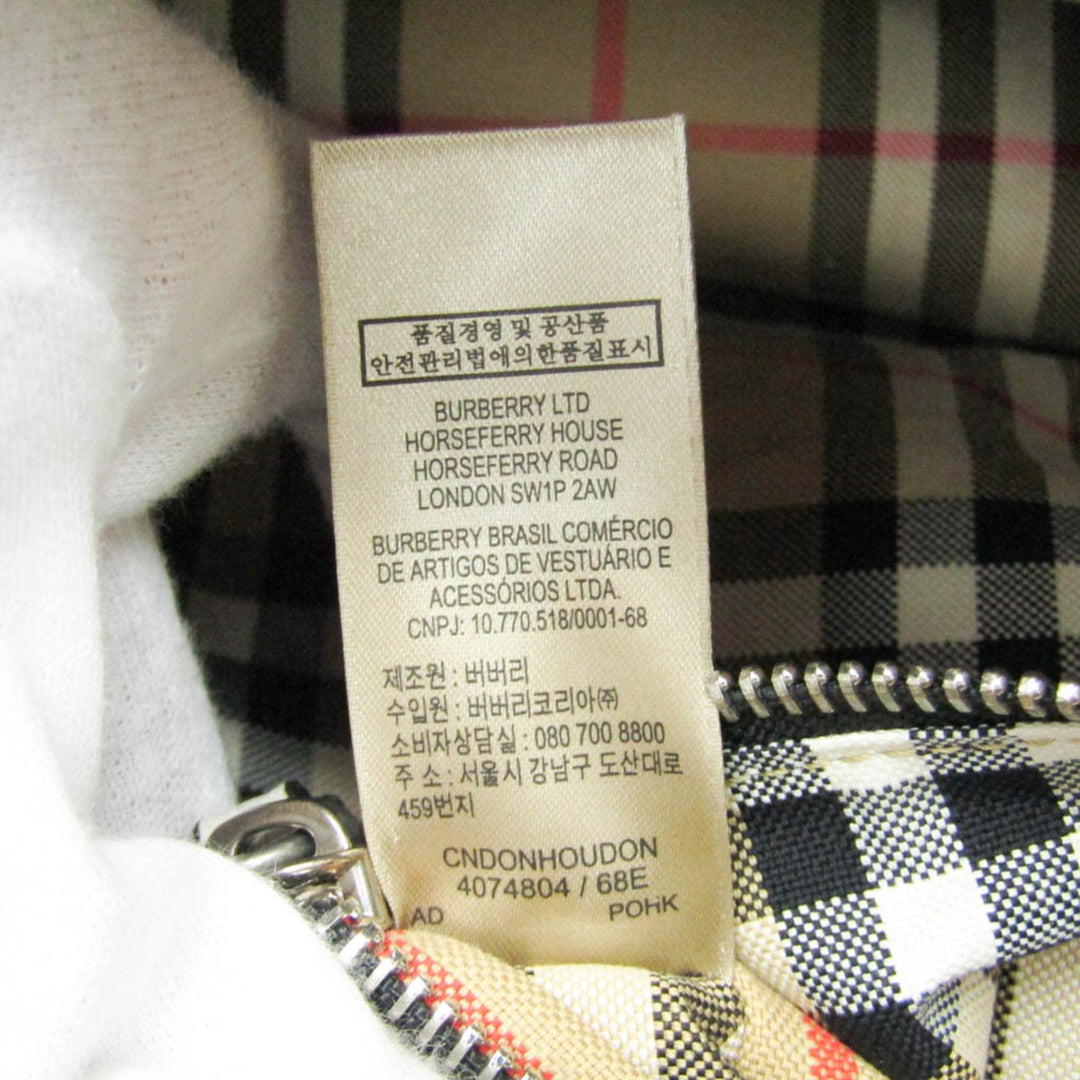 품질경영 및 공산품
안전관리법애의한품질표시
BURBERRY LTD
HORSEFERRY HOUSE
HORSEFERRY ROAD
LONDON SW1P 2AW
BURBERRY BRASIL COMÉRCIO
DE ARTIGOS DE VESTUÁRIO E
ACESSÓRIOS LTDA.
CNPJ: 10.770.518/0001-68
제조원 : 버버리
수입원 : 버버리코리아㈜
소비자상담실 : 080 700 8800
주 소 : 서울시 강남구 도산대로
459번지
CNDONHOUDON
4074804 / 68E
AD POHK